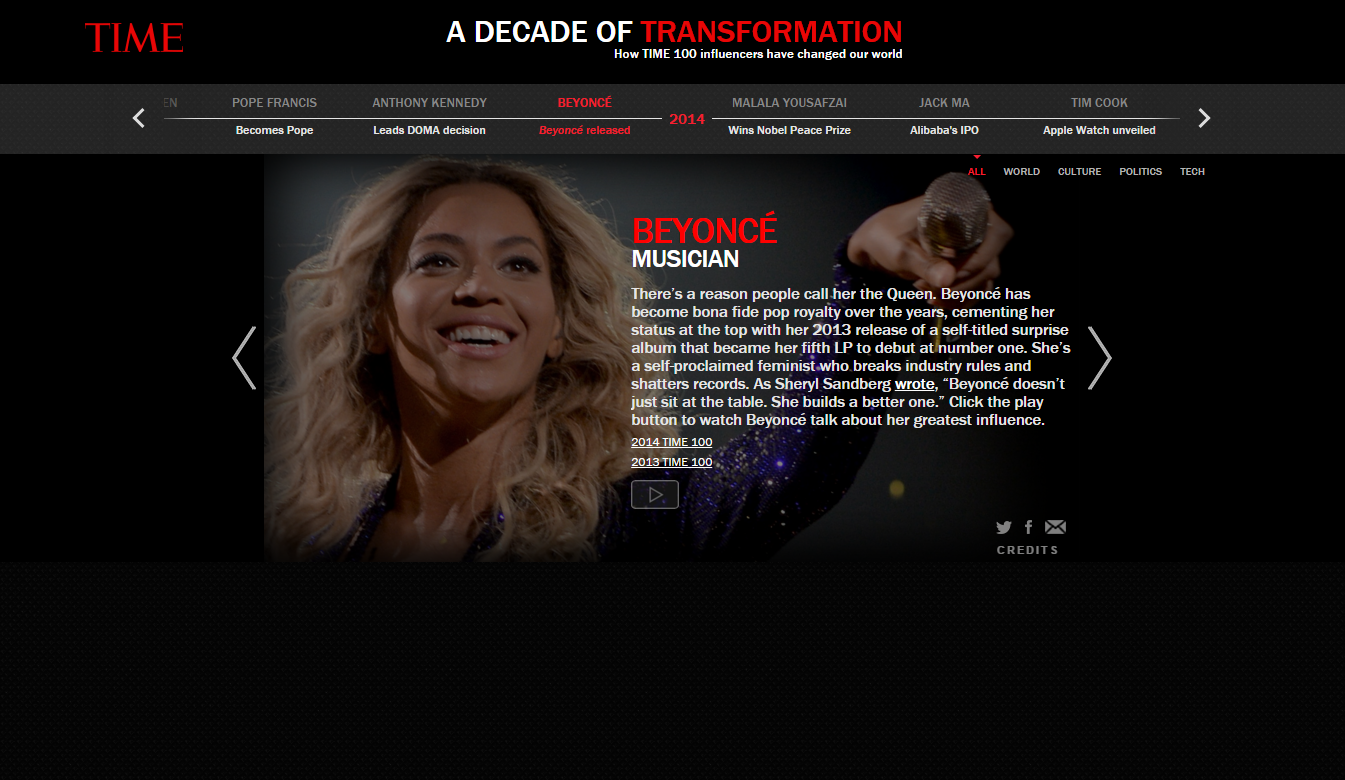 TIME
A DECADE OF TRANSFORMATION
How TIME 100 influencers have changed our world
EN
POPE FRANCIS
Becomes Pope
ANTHONY KENNEDY
Leads DOMA decision
BEYONCÉ
Beyoncé released
2014
MALALA YOUSAFZAI
Wins Nobel Peace Prize
JACK MA
Alibaba's IPO
TIM COOK
Apple Watch unveiled
ALL WORLD CULTURE POLITICS TECH
BEYONCÉ
MUSICIAN
There’s a reason people call her the Queen. Beyoncé has
become bona fide pop royalty over the years, cementing her
status at the top with her 2013 release of a self-titled surprise
album that became her fifth LP to debut at number one. She’s
a self-proclaimed feminist who breaks industry rules and
shatters records. As Sheryl Sandberg wrote, “Beyoncé doesn’t
just sit at the table. She builds a better one.” Click the play
button to watch Beyoncé talk about her greatest influence.
2014 TIME 100
2013 TIME 100
CREDITS